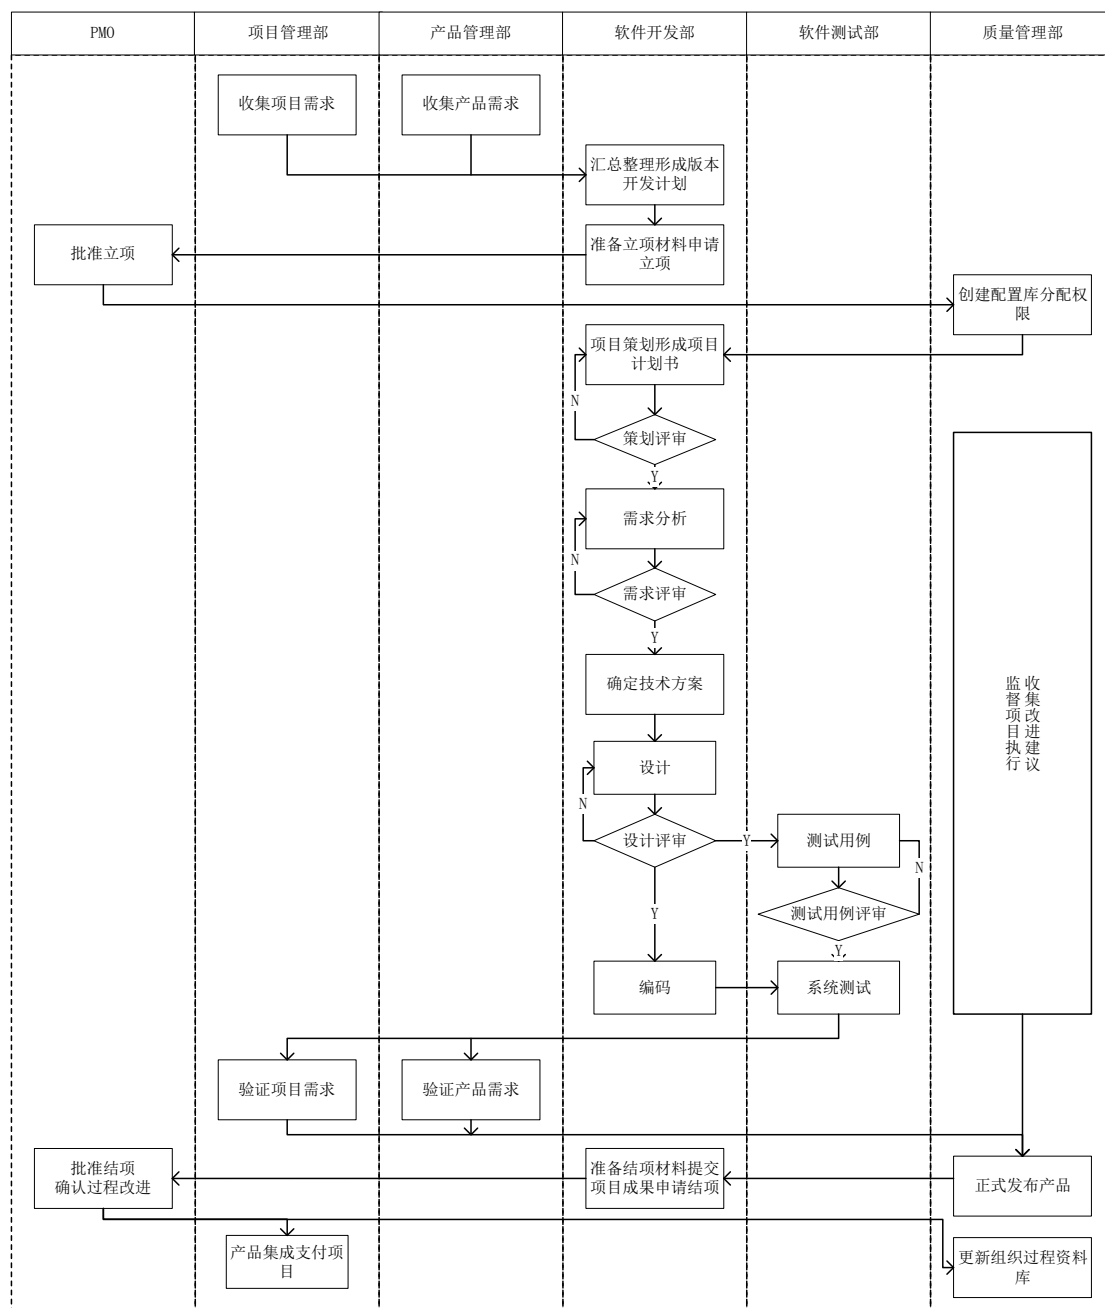 PMO
项目管理部
产品管理部
软件开发部
软件测试部
质量管理部
收集项目需求
收集产品需求
汇总整理形成版本
开发计划
批准立项
准备立项材料申请
立项
创建配置库分配权
限
项目策划形成项目
计划书
N
策划评审
Y
需求分析
N
需求评审
Y
确定技术方案
收集改进建议
监督项目执行
设计
N
设计评审
Y
测试用例
N
Y
测试用例评审
Y
编码
系统测试
验证项目需求
验证产品需求
批准结项
确认过程改进
准备结项材料提交
项目成果申请结项
正式发布产品
产品集成支付项
目
更新组织过程资料
库